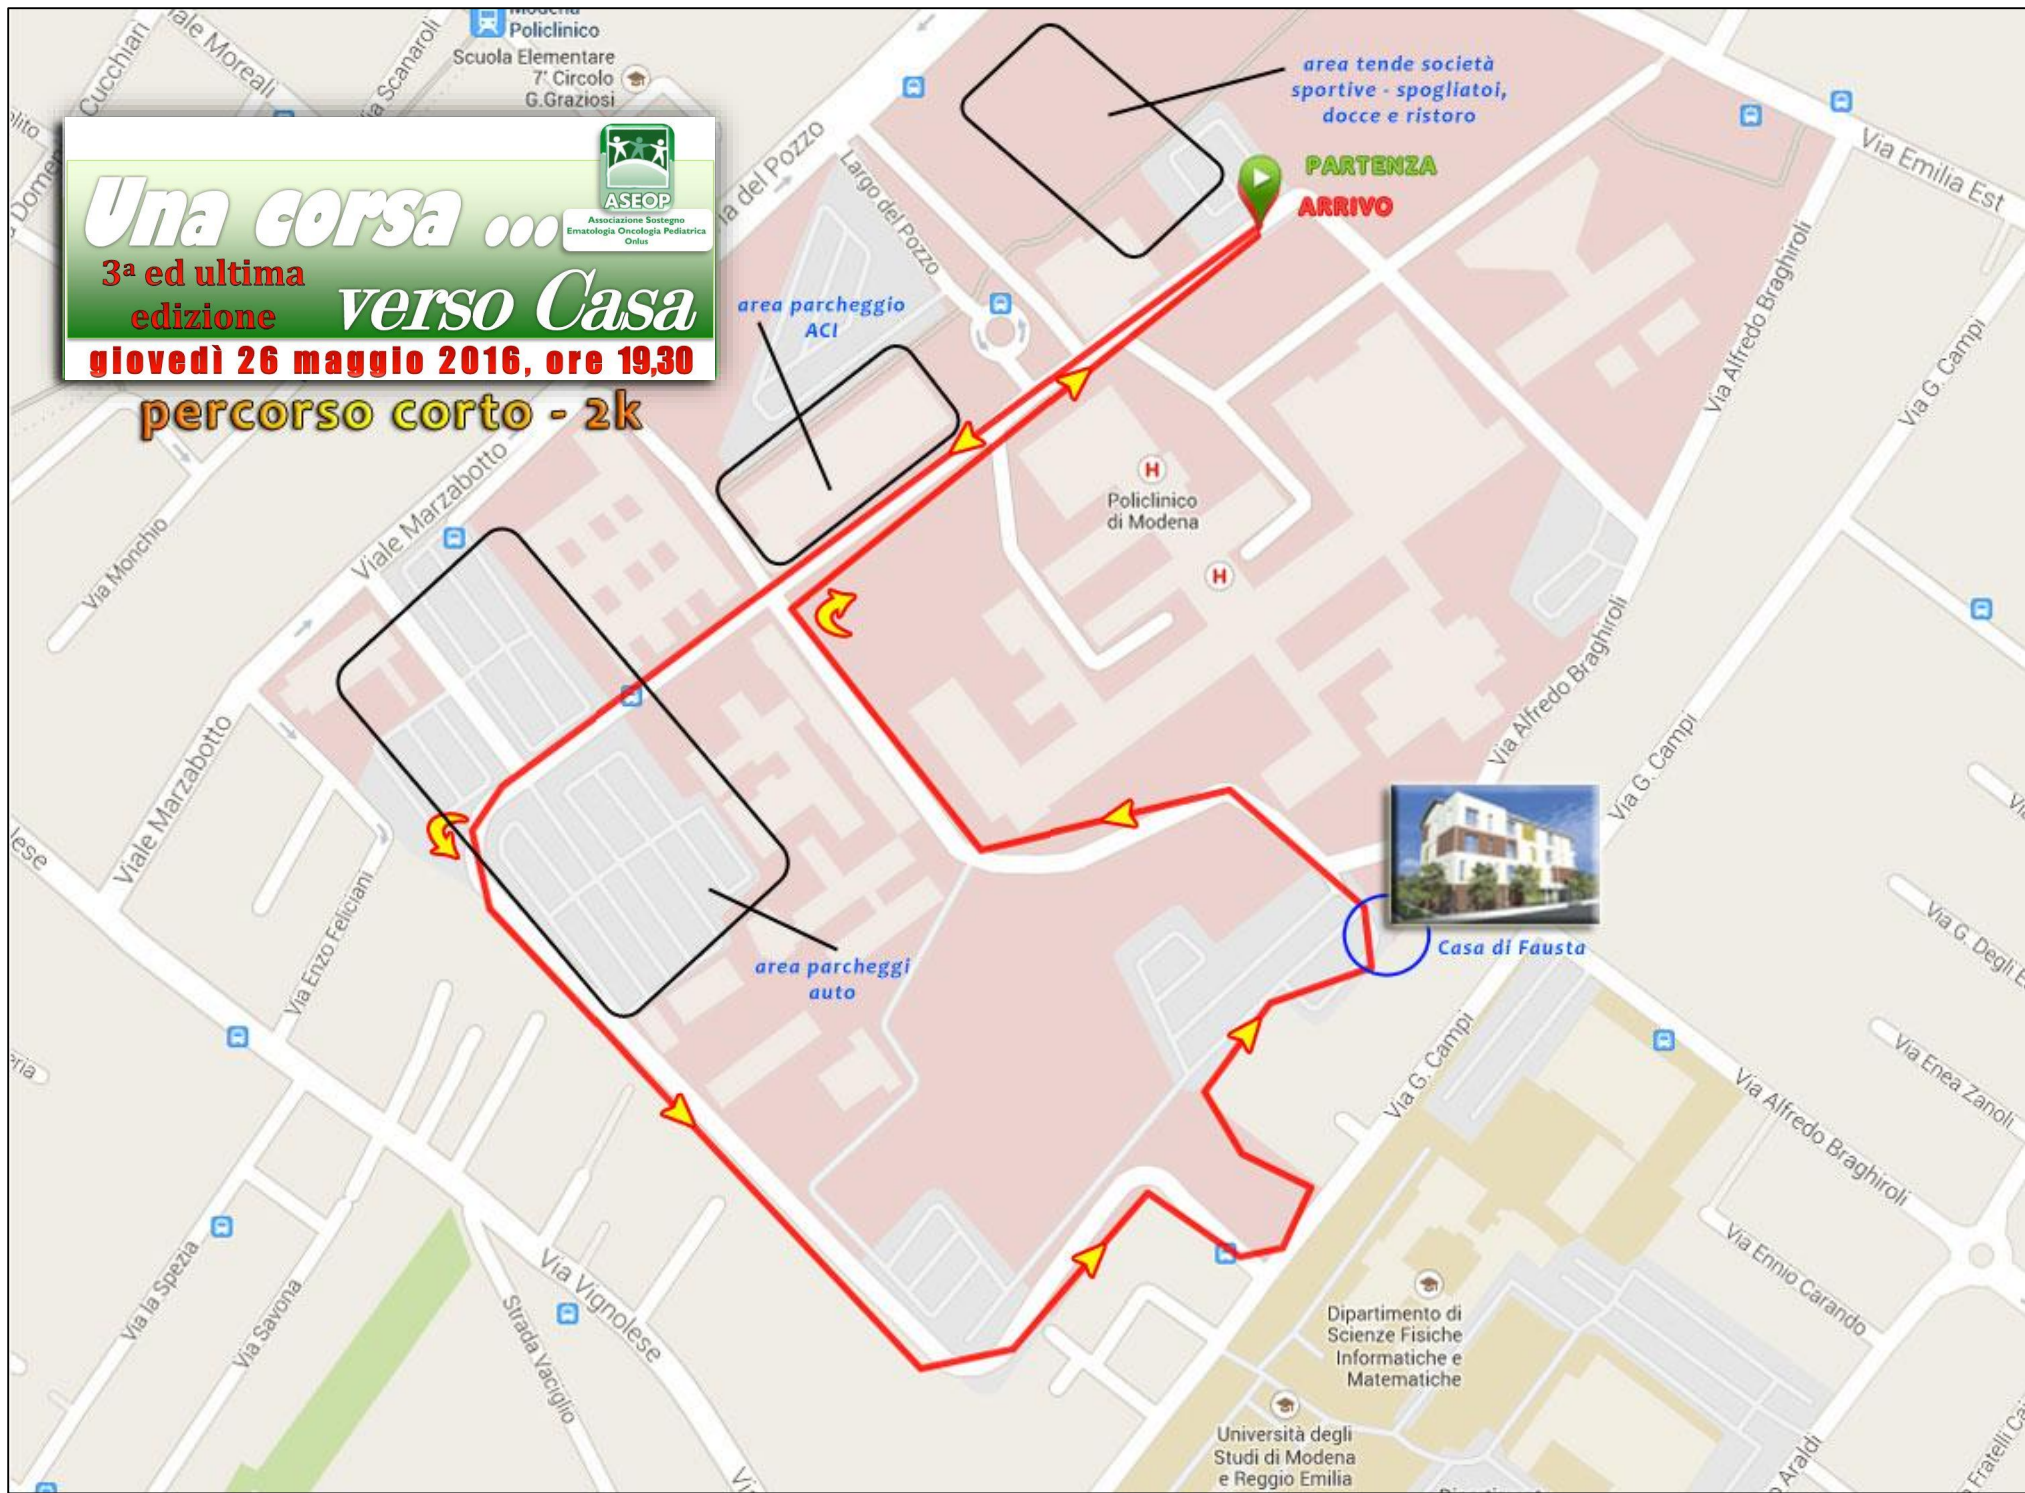 Modena
Policlinico
Scuola Elementare
7° Circolo
G.Graziosi
Viale Moreali
Cucchiari
Via Scanaroli
ASEOP
Associazione Sostegno
Ematologia Oncologia Pediatrica
Onlus
Una corsa ...
3ª ed ultima
edizione
verso Casa
giovedì 26 maggio 2016, ore 19,30
percorso corto - 2k
area tende società
sportive - spogliatoi,
docce e ristoro
PARTENZA
ARRIVO
Via del Pozzo
Largo del Pozzo
area parcheggio
ACI
Via Emilia Est
Via Alfredo Braghiroli
Via G. Campi
Viale Marzabotto
Via Monchio
H
Policlinico
di Modena
H
Via Alfredo Braghiroli
Via G. Campi
Viale Marzabotto
Via Enzo Feliciani
area parcheggi
auto
Casa di Fausta
Via G. Campi
Via G. Degli E
Via Enea Zanoli
Via Alfredo Braghiroli
Via Ennio Carando
Via la Spezia
Via Savona
Strada Vaciglio
Via Vignolese
Dipartimento di
Scienze Fisiche
Informatiche e
Matematiche
Università degli
Studi di Modena
e Reggio Emilia
Araldi